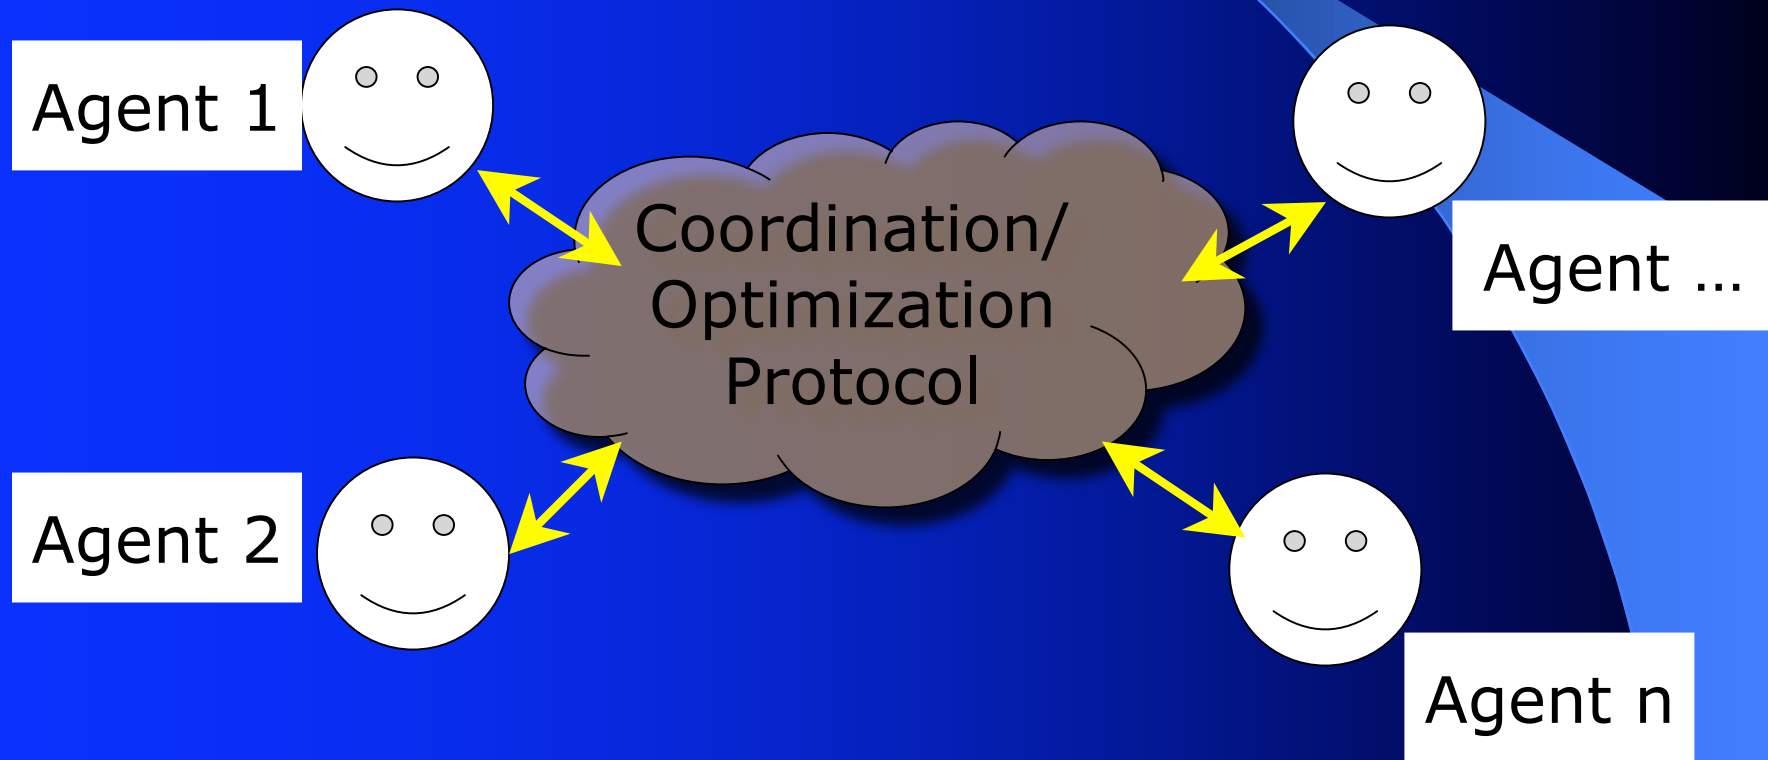 Agent 1
Coordination/
Optimization
Protocol
Agent ...
Agent 2
Agent n